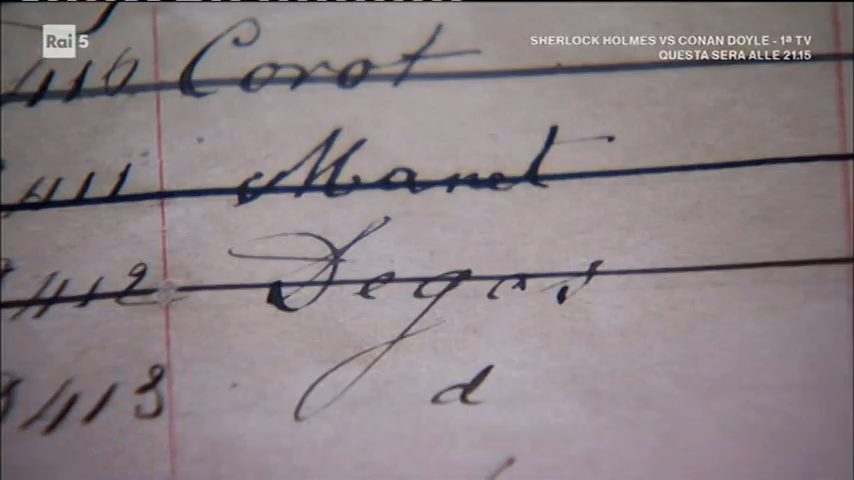 Rai 5
SHERLOCK HOLMES VS CONAN DOYLE - 1ª TV
QUESTA SERA ALLE 21.15
410 Corot
411 Manet
412 Degas
413 d